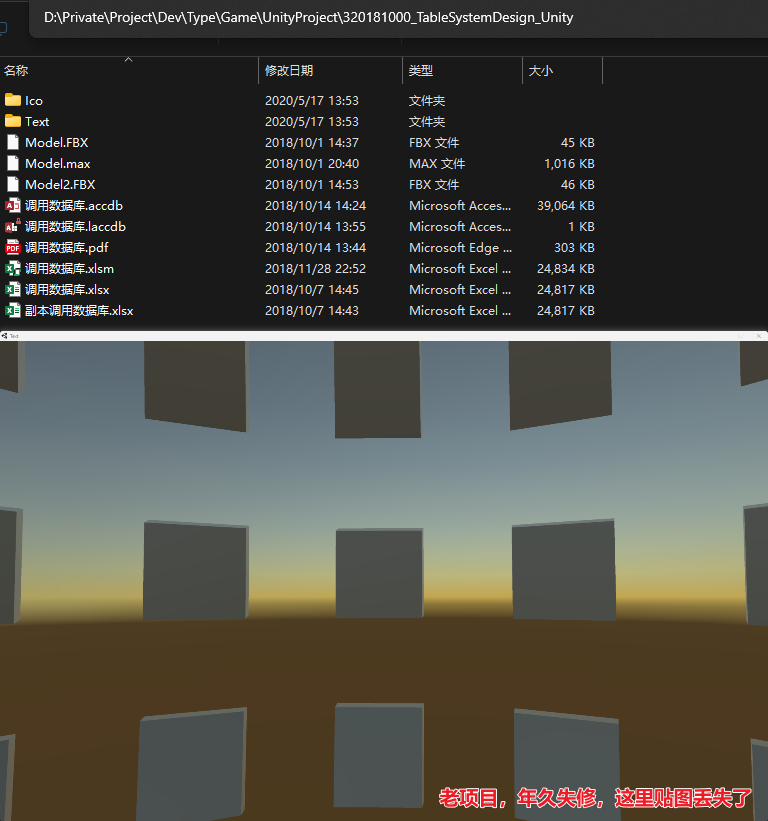 D:\Private\Project\Dev\Type\Game\UnityProject\320181000_TableSystemDesign_Unity
名称 修改日期 类型 大小
Ico 2020/5/17 13:53 文件夹
Text 2020/5/17 13:53 文件夹
Model.FBX 2018/10/1 14:37 FBX 文件 45 KB
Model.max 2018/10/1 20:40 MAX 文件 1,016 KB
Model2.FBX 2018/10/1 14:53 FBX 文件 46 KB
调用数据库.accdb 2018/10/14 14:24 Microsoft Acces... 39,064 KB
调用数据库.laccdb 2018/10/14 13:55 Microsoft Acces... 1 KB
PDF 调用数据库.pdf 2018/10/14 13:44 Microsoft Edge ... 303 KB
调用数据库.xlsm 2018/11/28 22:52 Microsoft Excel ... 24,834 KB
调用数据库.xlsx 2018/10/7 14:45 Microsoft Excel ... 24,817 KB
副本调用数据库.xlsx 2018/10/7 14:43 Microsoft Excel ... 24,817 KB
老项目，年久失修，这里贴图丢失了